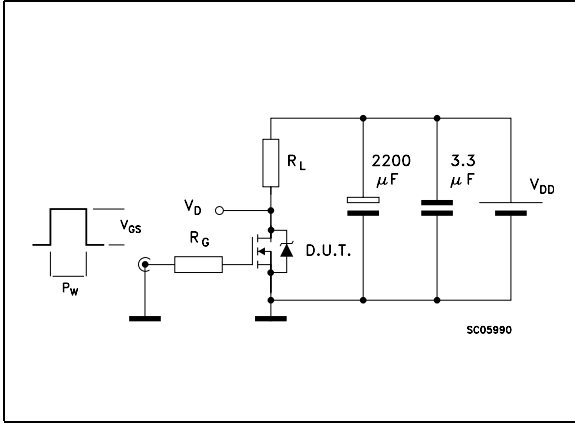 R_L
2200
μF
3.3
μF
V_DD
V_D
V_GS
R_G
D.U.T.
P_W
SC05990